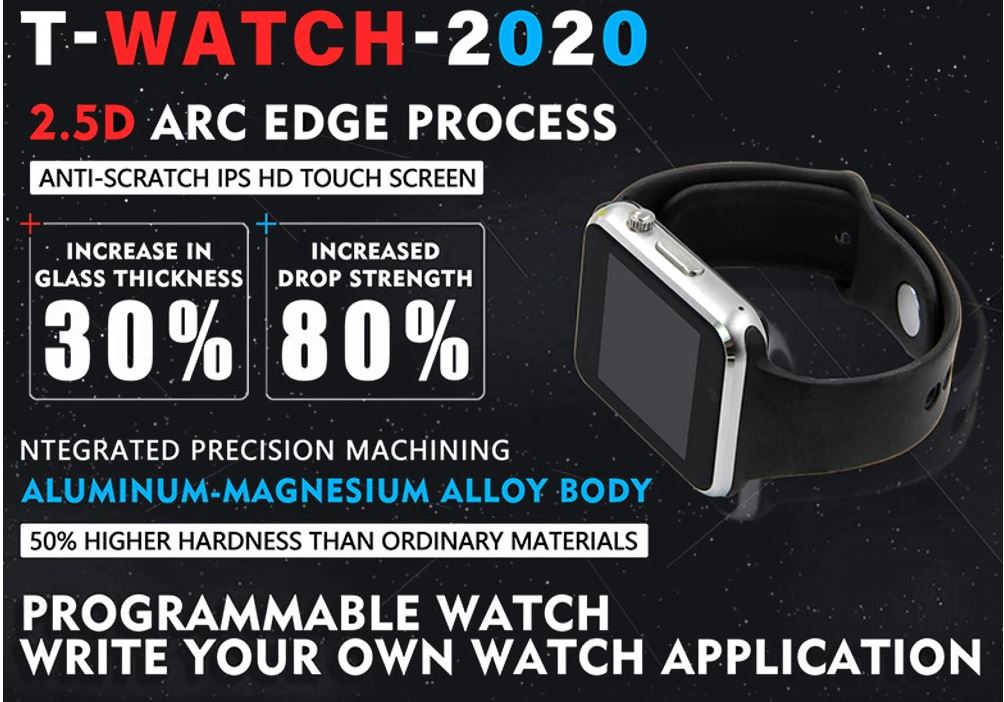 T-WATCH-2020
2.5D ARC EDGE PROCESS
ANTI-SCRATCH IPS HD TOUCH SCREEN
INCREASE IN
GLASS THICKNESS
30%
INCREASED
DROP STRENGTH
80%
NTEGRATED PRECISION MACHINING
ALUMINUM-MAGNESIUM ALLOY BODY
50% HIGHER HARDNESS THAN ORDINARY MATERIALS
PROGRAMMABLE WATCH
WRITE YOUR OWN WATCH APPLICATION